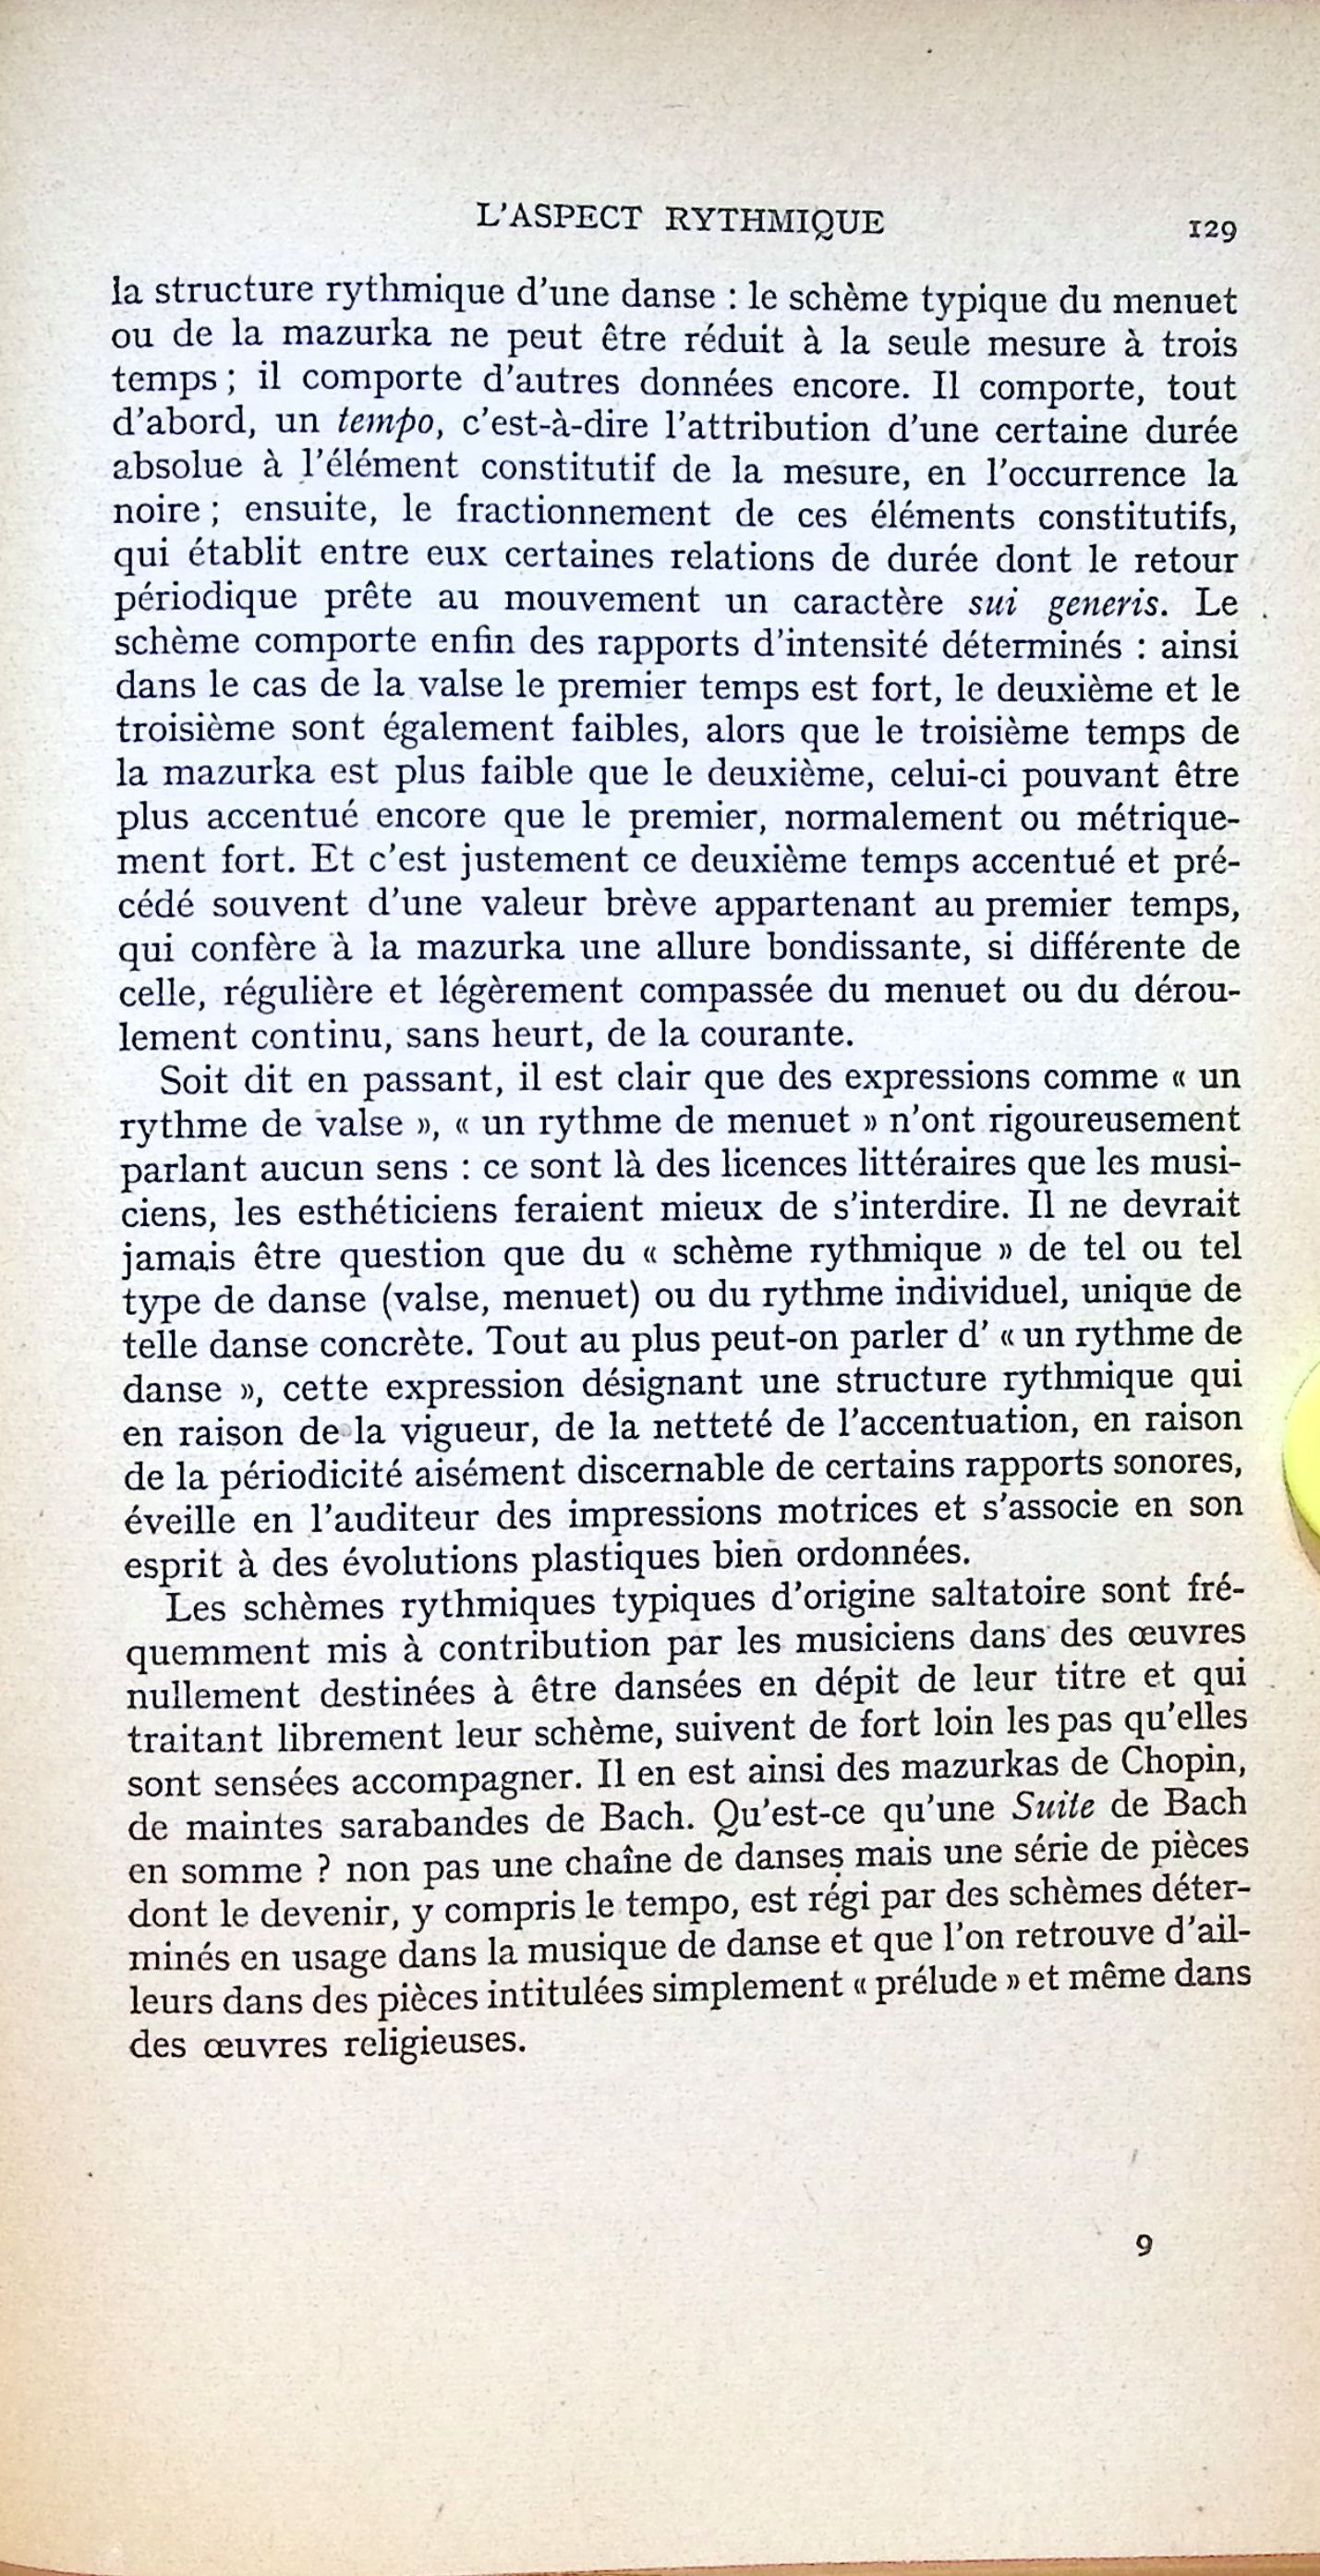 L'ASPECT RYTHMIQUE 129
la structure rythmique d'une danse : le schème typique du menuet
ou de la mazurka ne peut être réduit à la seule mesure à trois
temps ; il comporte d'autres données encore. Il comporte, tout
d'abord, un tempo, c'est-à-dire l'attribution d'une certaine durée
absolue à l'élément constitutif de la mesure, en l'occurrence la
noire ; ensuite, le fractionnement de ces éléments constitutifs,
qui établit entre eux certaines relations de durée dont le retour
périodique prête au mouvement un caractère sui generis. Le
schème comporte enfin des rapports d'intensité déterminés : ainsi
dans le cas de la valse le premier temps est fort, le deuxième et le
troisième sont également faibles, alors que le troisième temps de
la mazurka est plus faible que le deuxième, celui-ci pouvant être
plus accentué encore que le premier, normalement ou métrique-
ment fort. Et c'est justement ce deuxième temps accentué et pré-
cédé souvent d'une valeur brève appartenant au premier temps,
qui confère à la mazurka une allure bondissante, si différente de
celle, régulière et légèrement compassée du menuet ou du dérou-
lement continu, sans heurt, de la courante.
Soit dit en passant, il est clair que des expressions comme « un
rythme de valse », « un rythme de menuet » n'ont rigoureusement
parlant aucun sens : ce sont là des licences littéraires que les musi-
ciens, les esthéticiens feraient mieux de s'interdire. Il ne devrait
jamais être question que du « schème rythmique » de tel ou tel
type de danse (valse, menuet) ou du rythme individuel, unique de
telle danse concrète. Tout au plus peut-on parler d' « un rythme de
danse », cette expression désignant une structure rythmique qui
en raison de la vigueur, de la netteté de l'accentuation, en raison
de la périodicité aisément discernable de certains rapports sonores,
éveille en l'auditeur des impressions motrices et s'associe en son
esprit à des évolutions plastiques bien ordonnées.
Les schèmes rythmiques typiques d'origine saltatoire sont fré-
quemment mis à contribution par les musiciens dans des œuvres
nullement destinées à être dansées en dépit de leur titre et qui
traitant librement leur schème, suivent de fort loin les pas qu'elles
sont sensées accompagner. Il en est ainsi des mazurkas de Chopin,
de maintes sarabandes de Bach. Qu'est-ce qu'une Suite de Bach
en somme ? non pas une chaîne de danses mais une série de pièces
dont le devenir, y compris le tempo, est régi par des schèmes déter-
minés en usage dans la musique de danse et que l'on retrouve d'ail-
leurs dans des pièces intitulées simplement « prélude » et même dans
des œuvres religieuses.
9